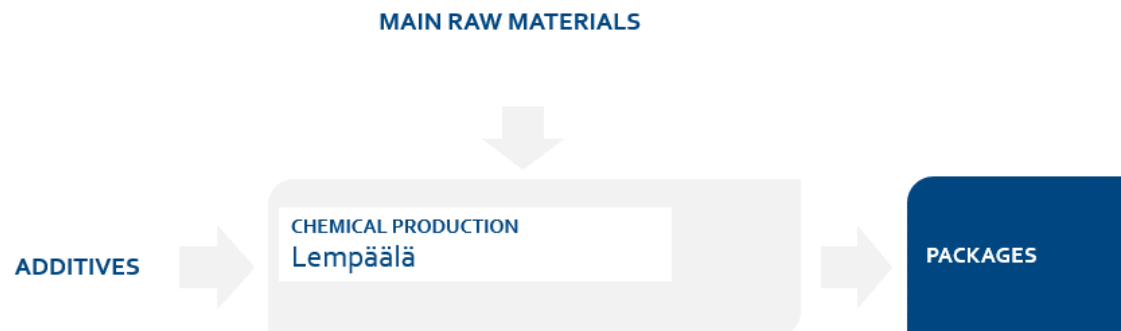 MAIN RAW MATERIALS
CHEMICAL PRODUCTION
Lempäälä
ADDITIVES
PACKAGES